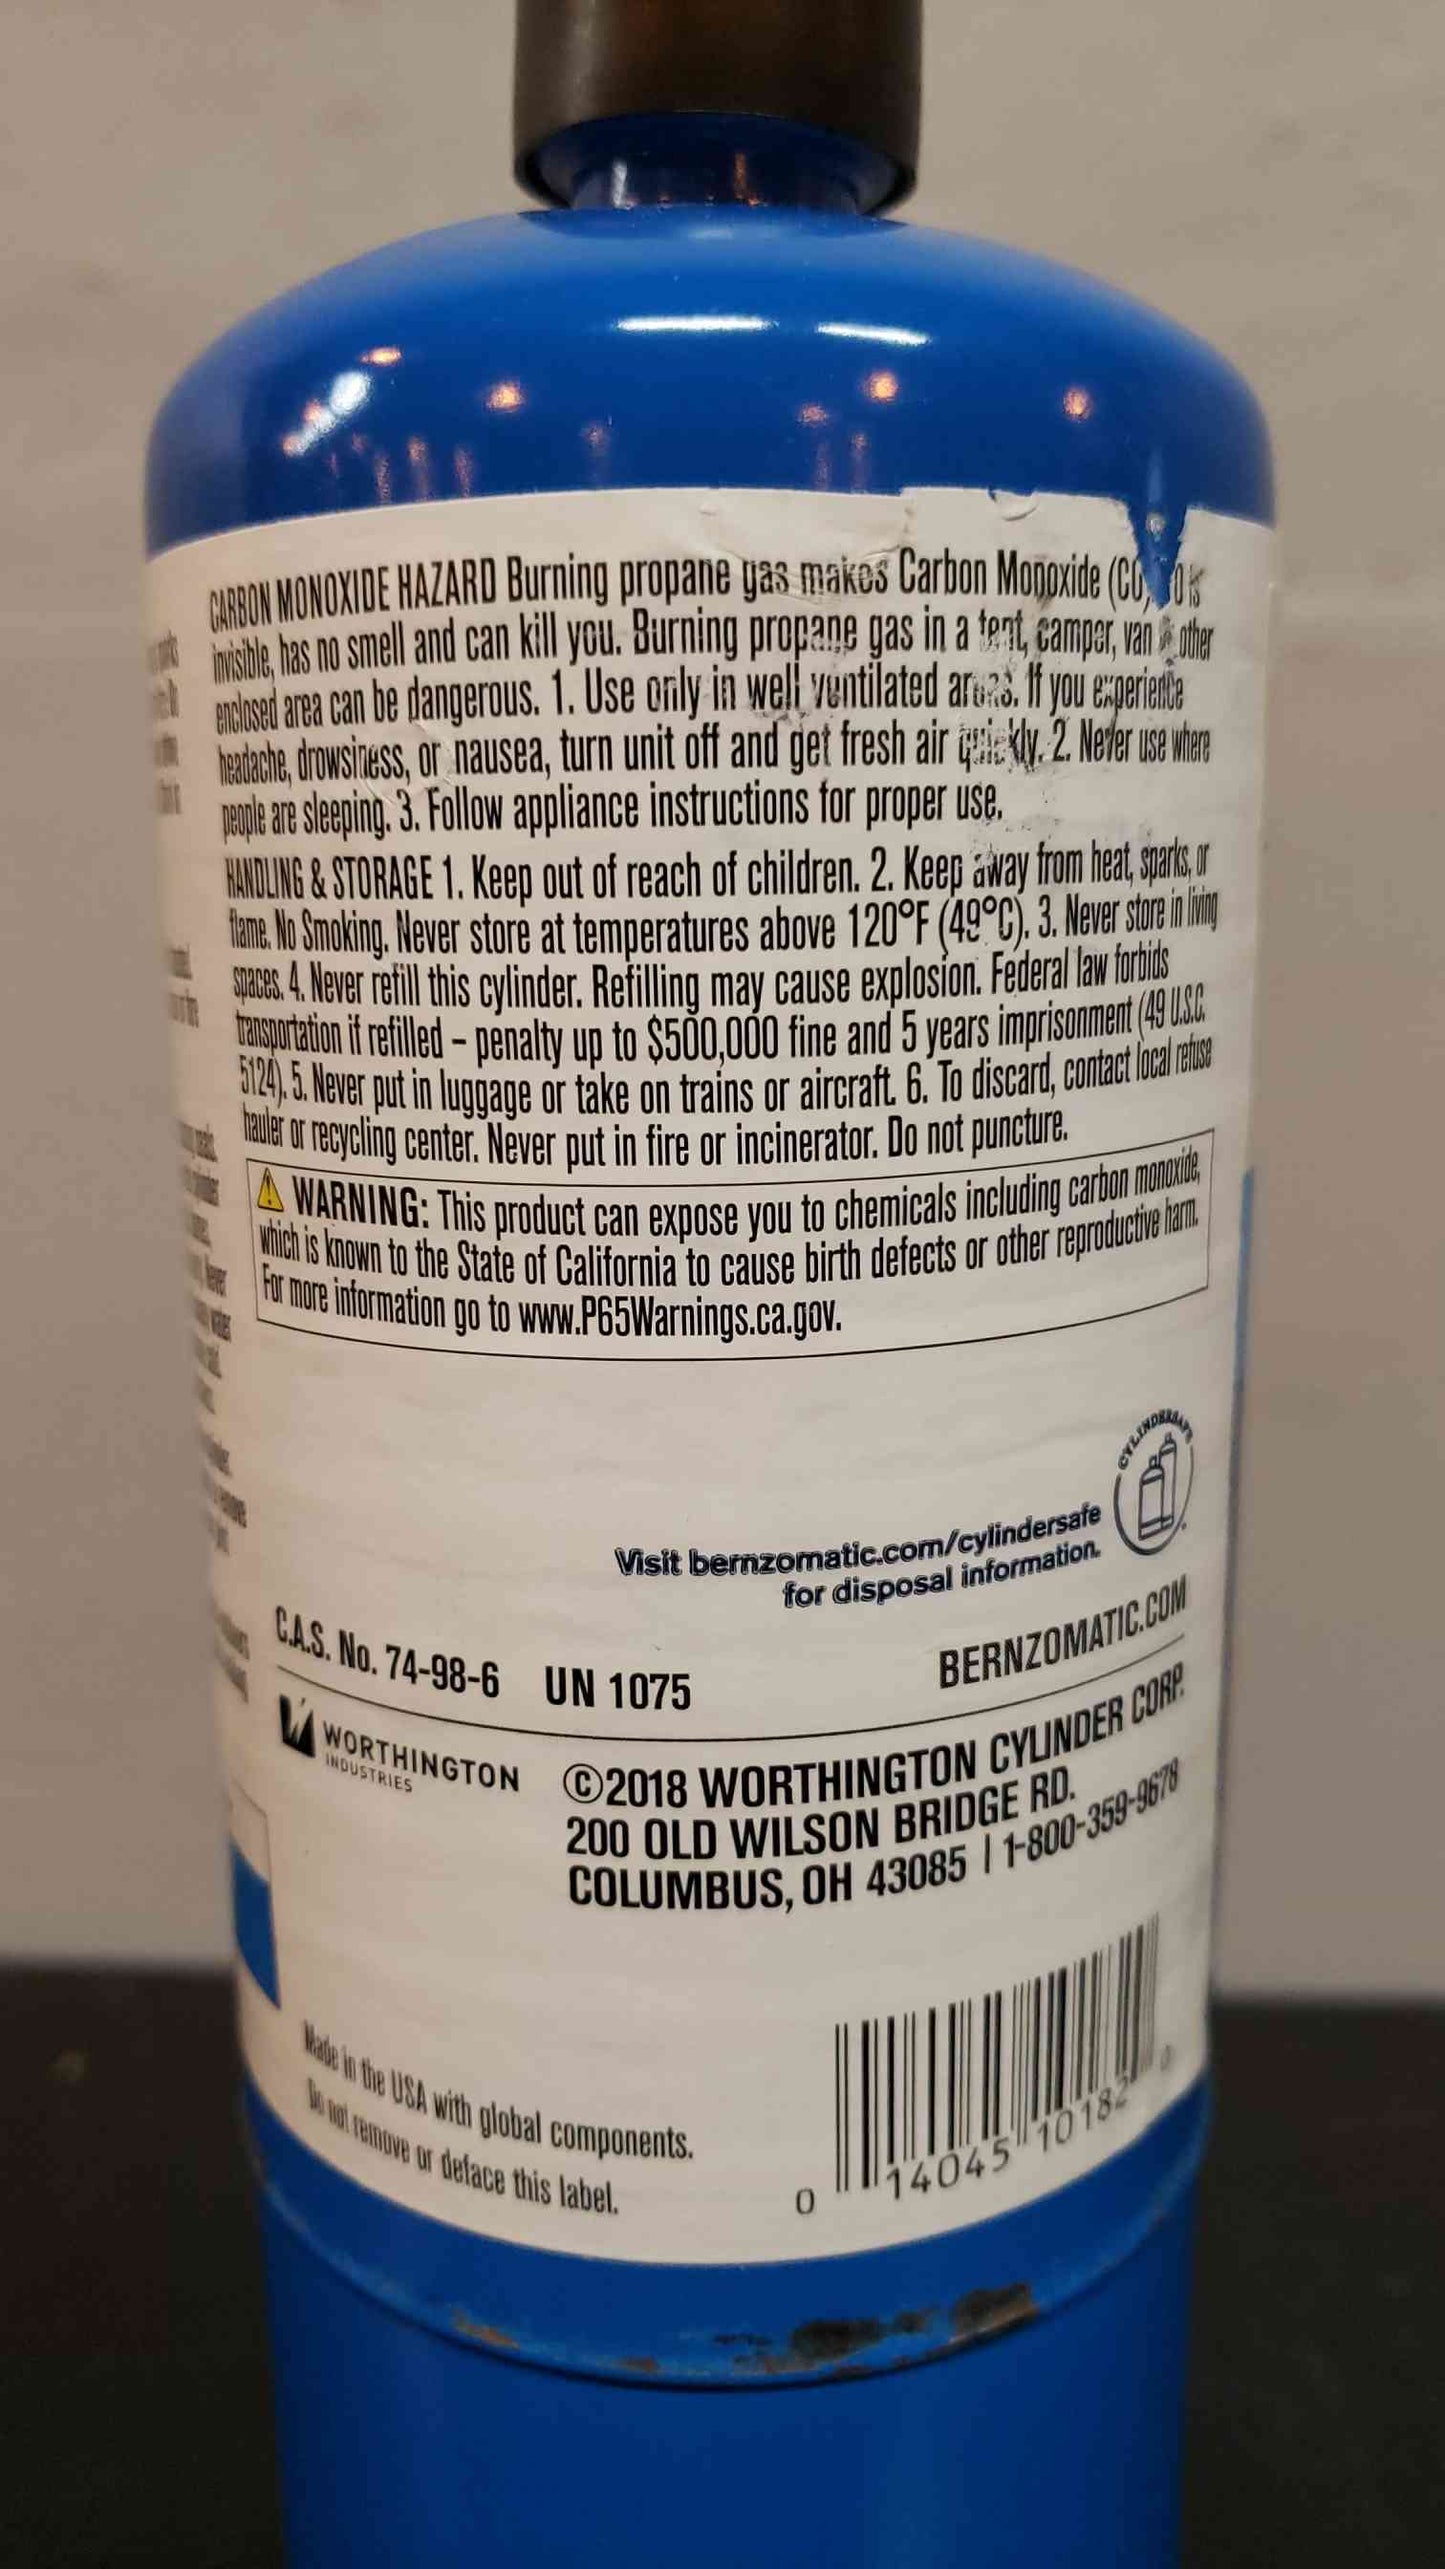 CARBON MONOXIDE HAZARD Burning propane gas makes Carbon Monoxide (CO is
invisible, has no smell and can kill you. Burning propane gas in a tent, camper, van other
enclosed area can be dangerous. 1. Use only in well ventilated areas. If you experience
headache, drowsiness, or nausea, turn unit off and get fresh air quickly. 2. Never use where
people are sleeping. 3. Follow appliance instructions for proper use.
HANDLING & STORAGE 1. Keep out of reach of children. 2. Keep away from heat, sparks, or
flame. No Smoking. Never store at temperatures above 120°F (49°C). 3. Never store in living
spaces. 4. Never refill this cylinder. Refilling may cause explosion. Federal law forbids
transportation if refilled – penalty up to $500,000 fine and 5 years imprisonment (49 U.S.C.
5124). 5. Never put in luggage or take on trains or aircraft. 6. To discard, contact local refuse
hauler or recycling center. Never put in fire or incinerator. Do not puncture.
WARNING: This product can expose you to chemicals including carbon monoxide,
which is known to the State of California to cause birth defects or other reproductive harm.
For more information go to www.P65Warnings.ca.gov.
CYLINDERSAFE
Visit bernzomatic.com/cylindersafe
for disposal information.
C.A.S. No. 74-98-6 UN 1075
BERNZOMATIC.COM
WORTHINGTON
INDUSTRIES
©2018 WORTHINGTON CYLINDER CORP.
200 OLD WILSON BRIDGE RD.
COLUMBUS, OH 43085 | 1-800-359-9678
Made in the USA with global components.
Do not remove or deface this label.
0 14045 10182 0